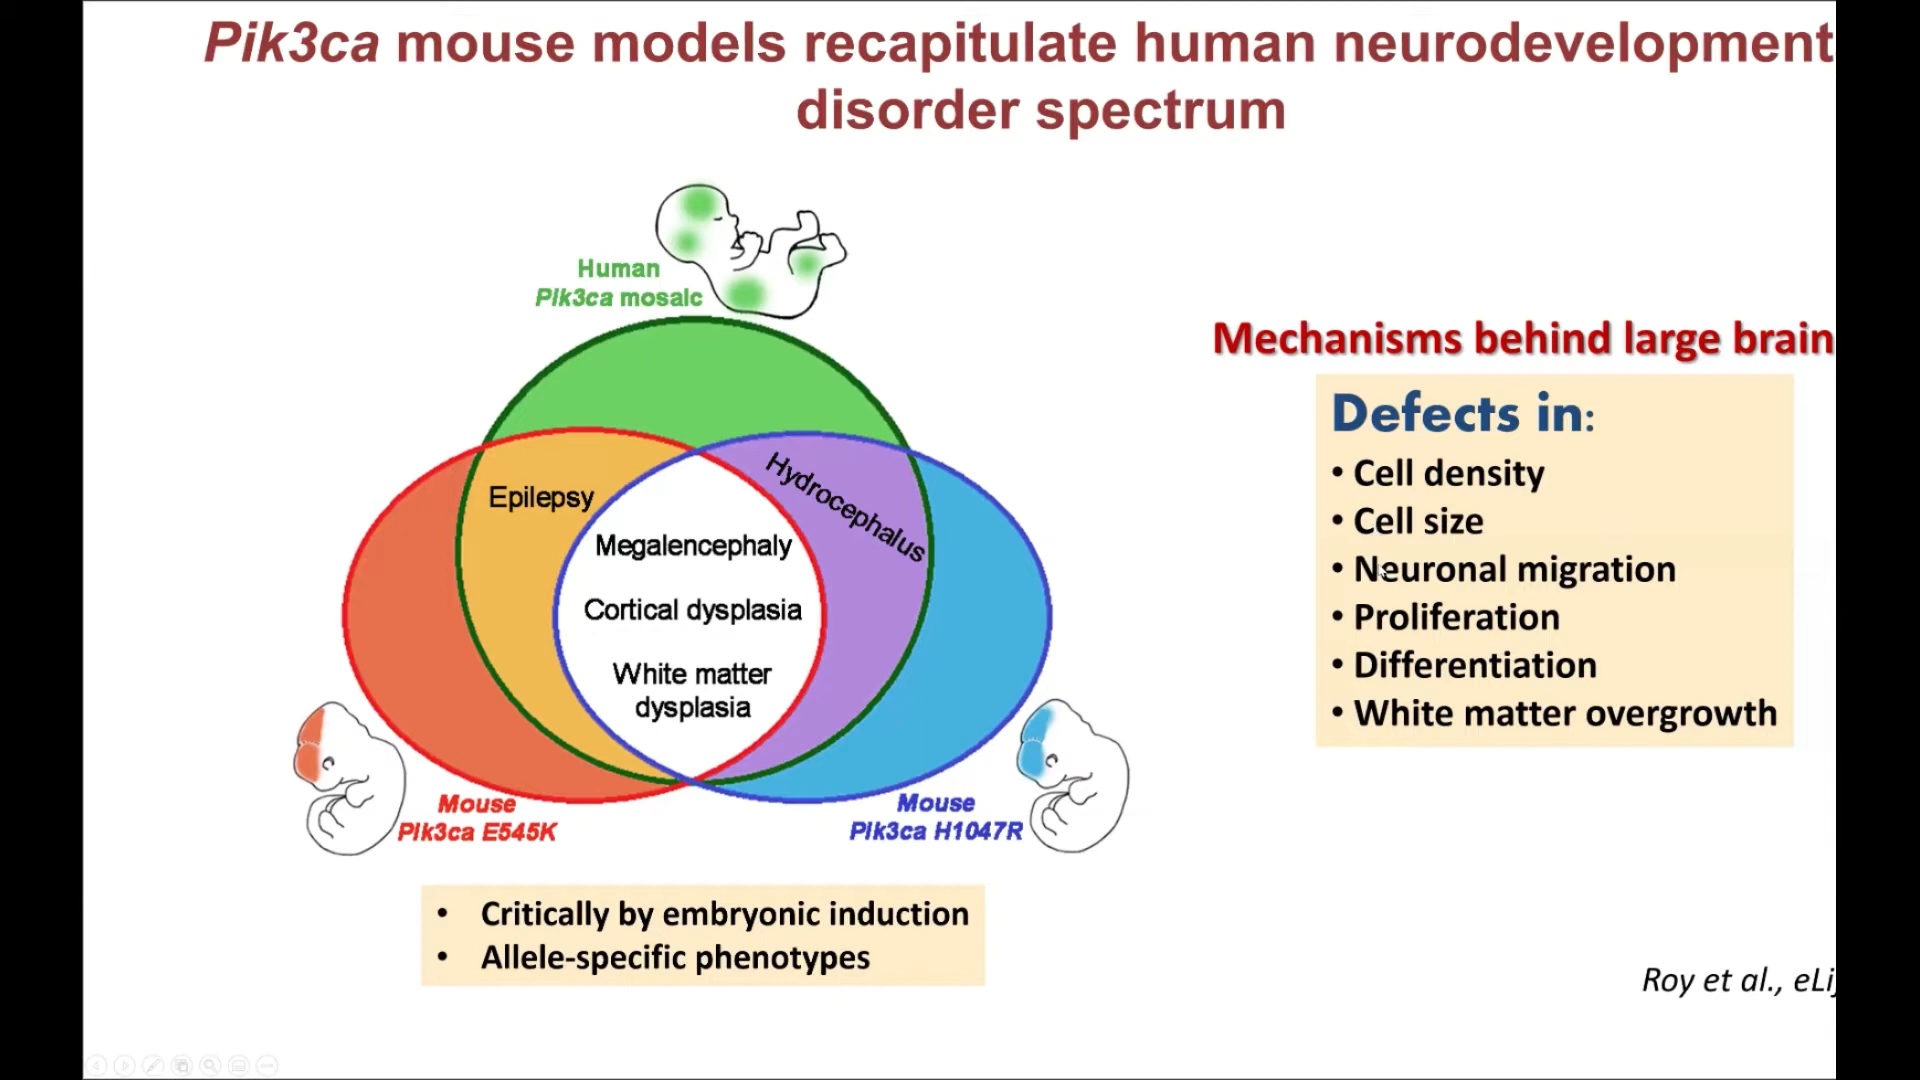 Pik3ca mouse models recapitulate human neurodevelopment
disorder spectrum
Human
Pik3ca mosaic
Epilepsy
Hydrocephalus
Megalencephaly
Cortical dysplasia
White matter
dysplasia
Mouse
Pik3ca E545K
Mouse
Pik3ca H1047R
• Critically by embryonic induction
• Allele-specific phenotypes
Mechanisms behind large brain
Defects in:
• Cell density
• Cell size
• Neuronal migration
• Proliferation
• Differentiation
• White matter overgrowth
Roy et al.,